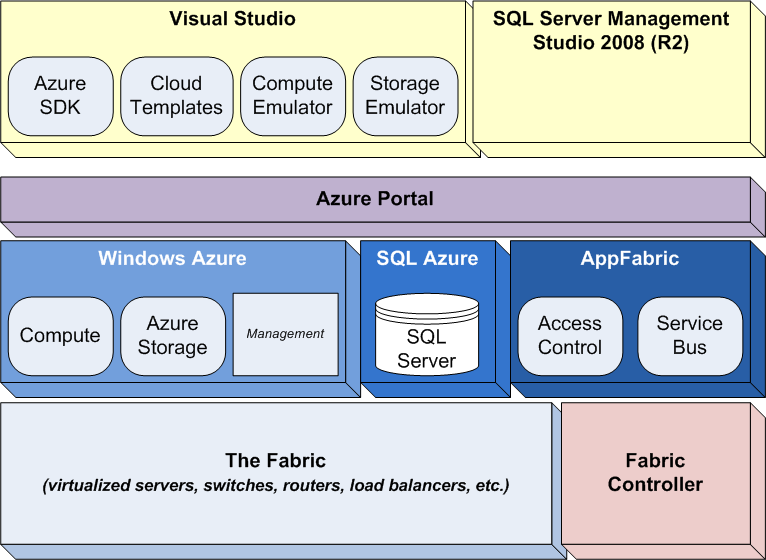 Visual Studio
Azure
SDK
Cloud
Templates
Compute
Emulator
Storage
Emulator
SQL Server Management
Studio 2008 (R2)
Azure Portal
Windows Azure
Compute
Azure
Storage
Management
SQL Azure
SQL
Server
AppFabric
Access
Control
Service
Bus
The Fabric
(virtualized servers, switches, routers, load balancers, etc.)
Fabric
Controller